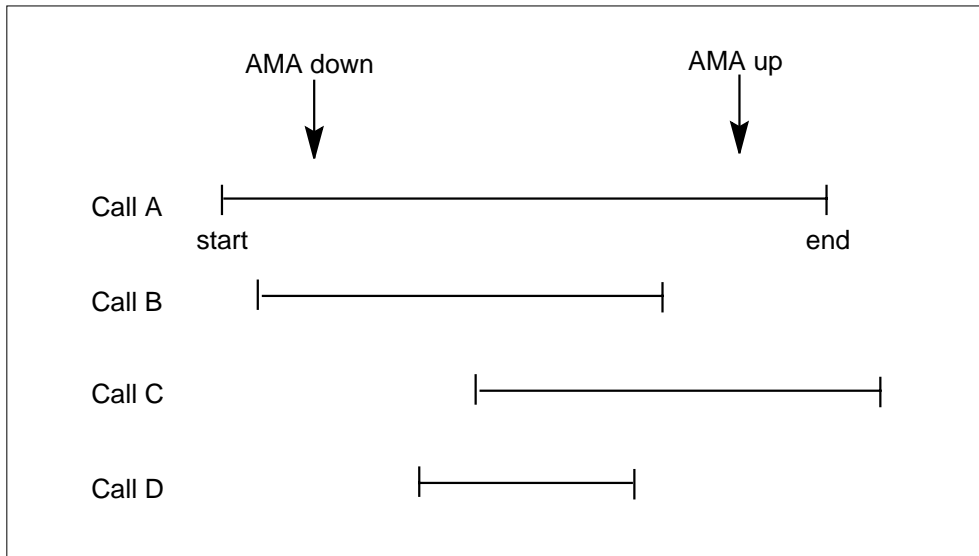 AMA down
AMA up
Call A
start
end
Call B
Call C
Call D